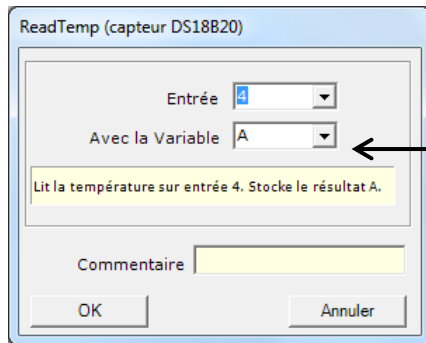 ReadTemp (capteur DS18B20)
Entrée 4
Avec la Variable A
Lit la température sur entrée 4. Stocke le résultat A.
Commentaire
OK Annuler